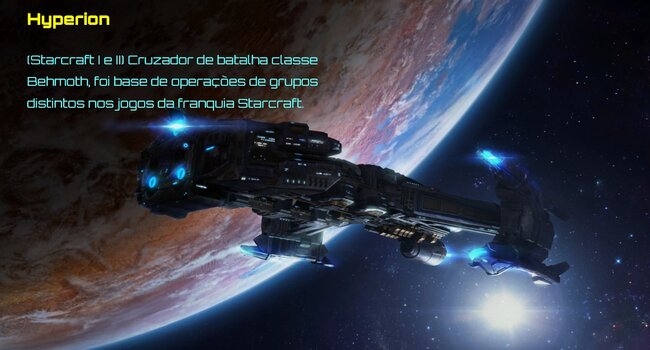 Hyperion
(Starcraft I e II) Cruzador de batalha classe
Behmoth, foi base de operações de grupos
distintos nos jogos da franquia Starcraft.